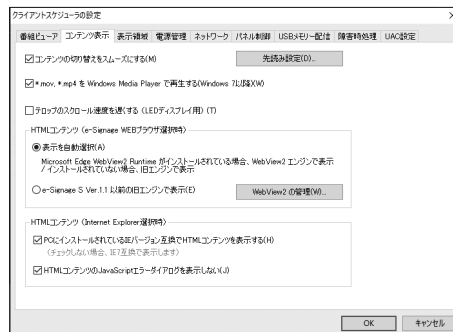 クライアントスケジューラの設定
番組ビューア コンテンツ表示 表示領域 電源管理 ネットワーク パネル制御 USBメモリー配信 障害時処理 UAC設定
コンテンツの切り替えをスムーズにする(M) 先読み設定(D)...
*.mov, *.mp4 を Windows Media Player で再生する(Windows 7以降)(W)
テロップのスクロール速度を遅くする (LEDディスプレイ用) (T)
HTMLコンテンツ (e-Signage WEBブラウザ選択時)
表示を自動選択(A)
Microsoft Edge WebView2 Runtime がインストールされている場合、WebView2 エンジンで表示
/ インストールされていない場合、旧エンジンで表示
e-Signage S Ver.1.1 以前の旧エンジンで表示(E) WebView2 の管理(W)...
HTMLコンテンツ (Internet Explorer選択時)
PCにインストールされているIEバージョン互換でHTMLコンテンツを表示する(H)
(チェックしない場合、IE7互換で表示します)
HTMLコンテンツのJavaScriptエラーダイアログを表示しない(J)
OK キャンセル